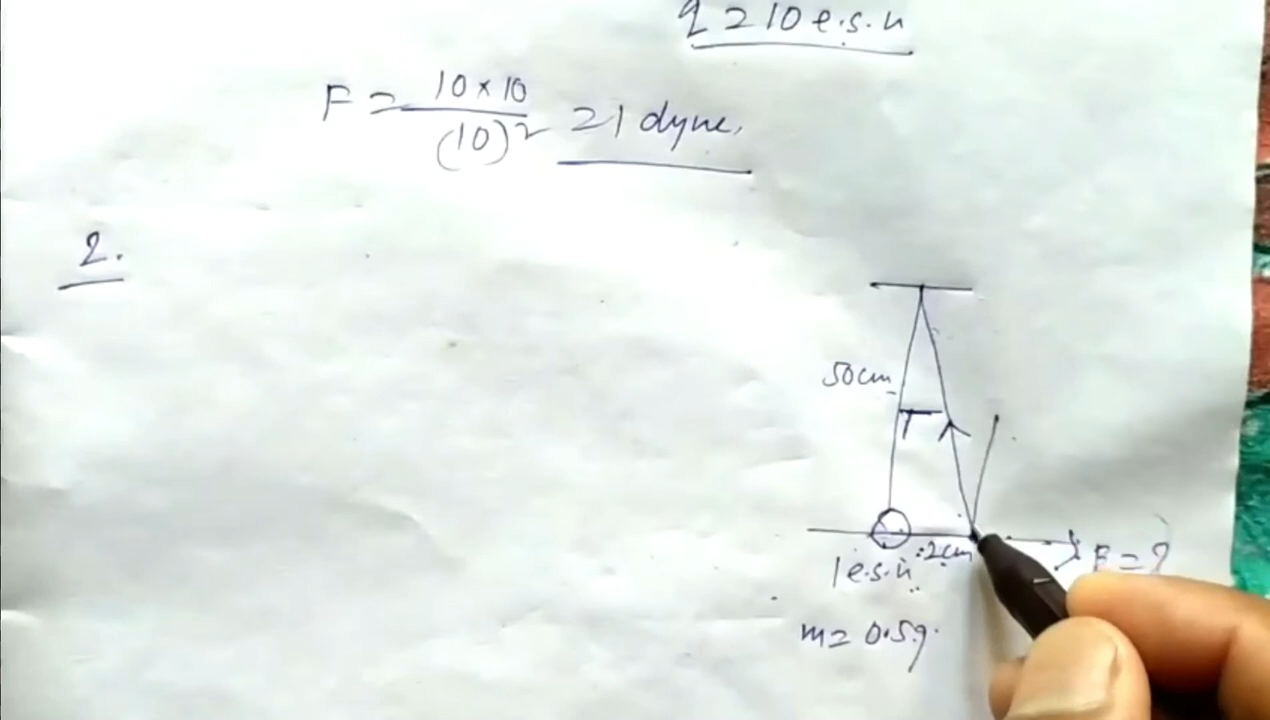 q = 10 e.s.u
F = 10 × 10 / (10)² = 1 dyne.
2.
50cm
T
2cm
F = ?
1 e.s.u
m = 0.5g.